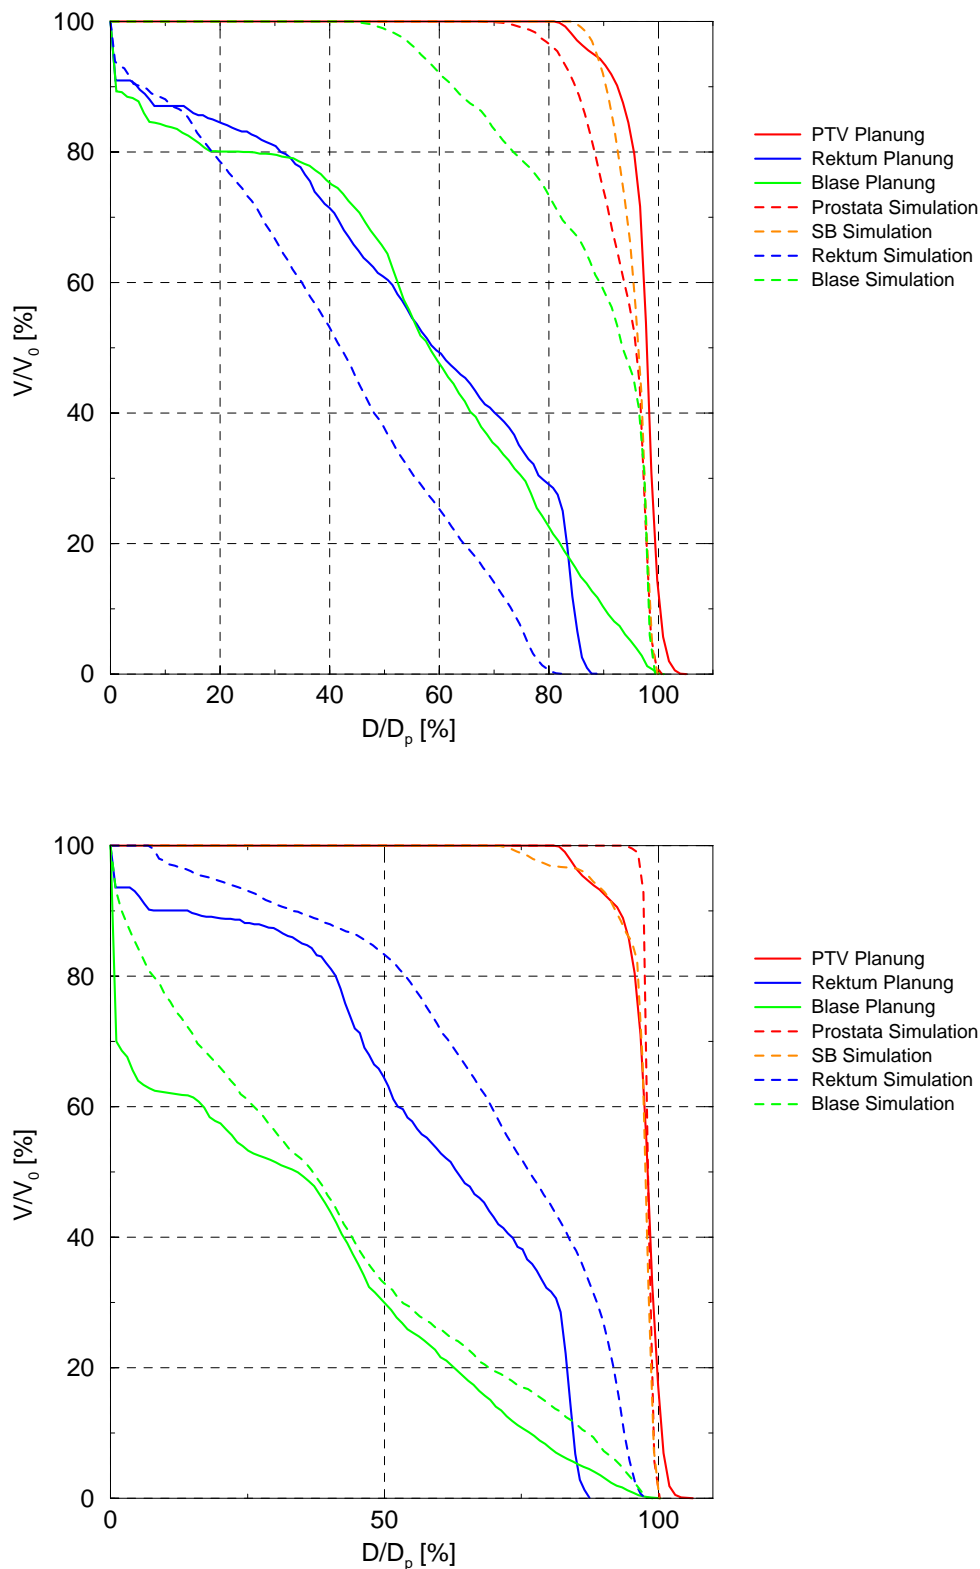 100
80
60
40
20
0
V/V0 [%]
0 20 40 60 80 100
D/Dp [%]
PTV Planung
Rektum Planung
Blase Planung
Prostata Simulation
SB Simulation
Rektum Simulation
Blase Simulation
100
80
60
40
20
0
V/V0 [%]
0 50 100
D/Dp [%]
PTV Planung
Rektum Planung
Blase Planung
Prostata Simulation
SB Simulation
Rektum Simulation
Blase Simulation